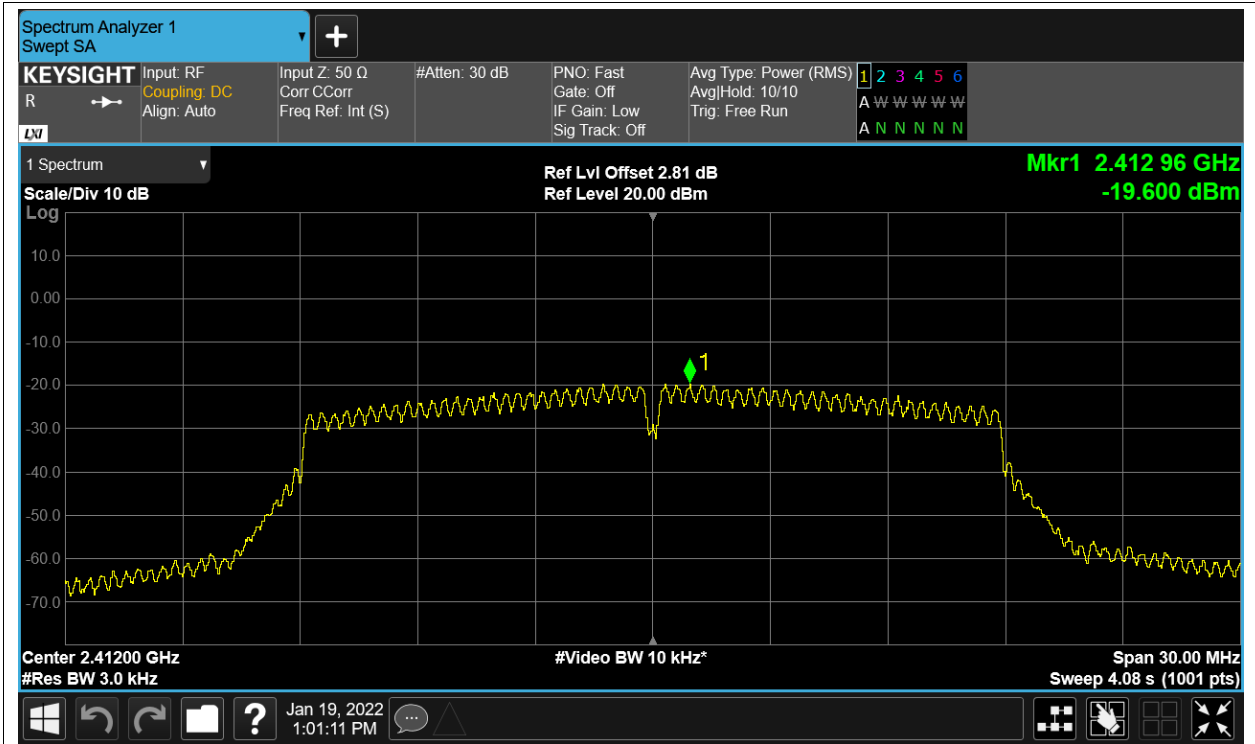 Spectrum Analyzer 1
Swept SA
KEYSIGHT
R
LXI
Input: RF
Coupling: DC
Align: Auto
Input Z: 50 Ω
Corr CCorr
Freq Ref: Int (S)
#Atten: 30 dB
PNO: Fast
Gate: Off
IF Gain: Low
Sig Track: Off
Avg Type: Power (RMS)
Avg|Hold: 10/10
Trig: Free Run
1 2 3 4 5 6
A W W W W W
A N N N N N
1 Spectrum
Scale/Div 10 dB
Log
Ref Lvl Offset 2.81 dB
Ref Level 20.00 dBm
Mkr1 2.412 96 GHz
-19.600 dBm
10.0
0.00
-10.0
-20.0
-30.0
-40.0
-50.0
-60.0
-70.0
1
Center 2.41200 GHz
#Res BW 3.0 kHz
#Video BW 10 kHz*
Span 30.00 MHz
Sweep 4.08 s (1001 pts)
?
Jan 19, 2022
1:01:11 PM